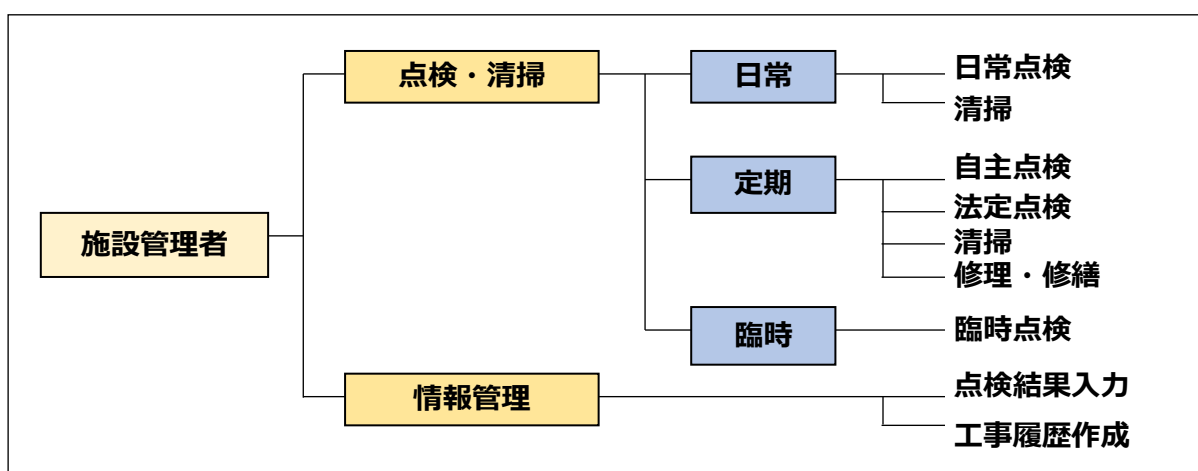 点検・清掃
日常
日常点検
清掃
定期
自主点検
法定点検
清掃
修理・修繕
施設管理者
臨時
臨時点検
情報管理
点検結果入力
工事履歴作成